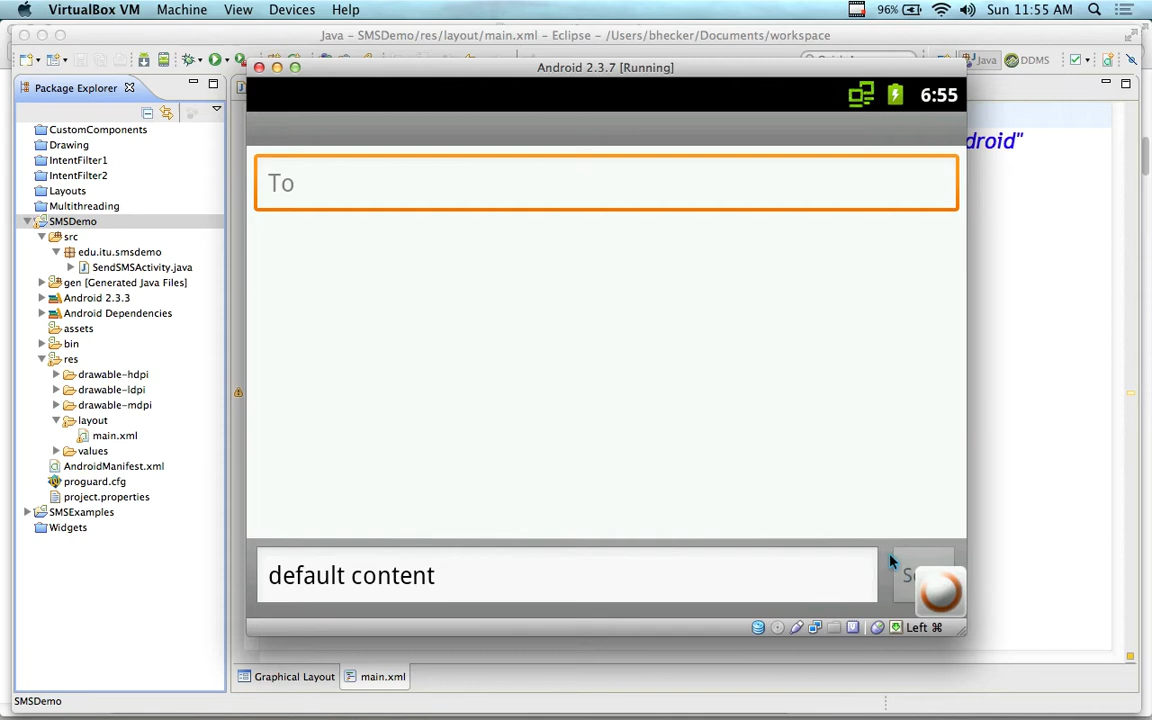 VirtualBox VM Machine View Devices Help 96% Sun 11:55 AM
Java – SMSDemo/res/layout/main.xml – Eclipse – /Users/bhecker/Documents/workspace
Java DDMS
Android 2.3.7 [Running]
Package Explorer
6:55
CustomComponents
droid"
Drawing
IntentFilter1
IntentFilter2
To
Layouts
Multithreading
SMSDemo
src
edu.itu.smsdemo
SendSMSActivity.java
gen [Generated Java Files]
Android 2.3.3
Android Dependencies
assets
bin
res
drawable-hdpi
drawable-ldpi
drawable-mdpi
layout
main.xml
values
AndroidManifest.xml
proguard.cfg
project.properties
SMSExamples
Widgets
default content
Left ⌘
Graphical Layout main.xml
SMSDemo